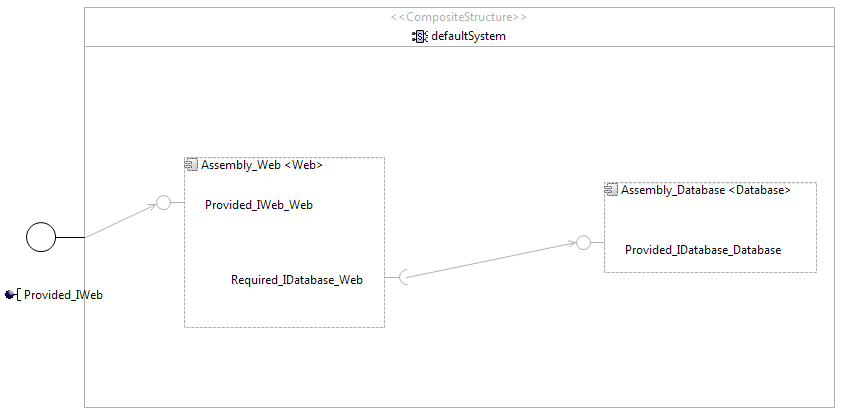 <<CompositeStructure>>
defaultSystem
Assembly_Web <Web>
Provided_IWeb_Web
Required_IDatabase_Web
Assembly_Database <Database>
Provided_IDatabase_Database
Provided_IWeb